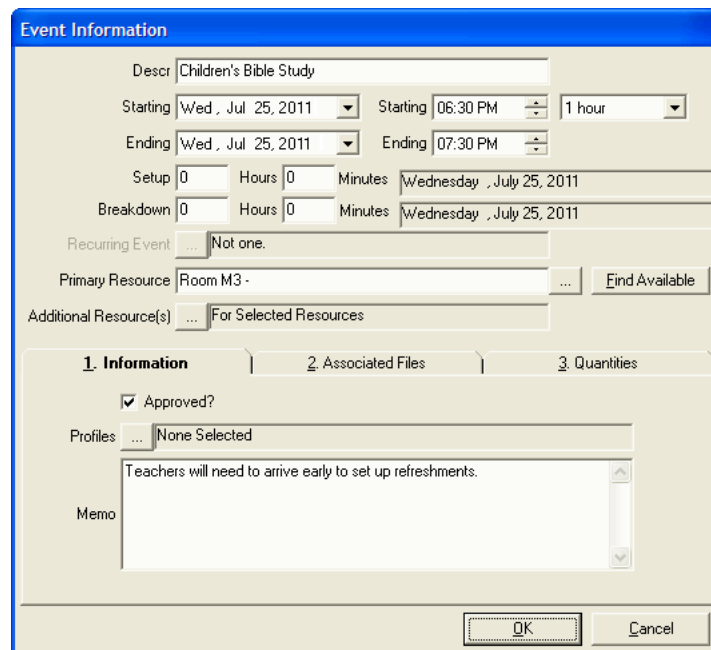 Event Information
Descr Children's Bible Study
Starting Wed , Jul 25, 2011 Starting 06:30 PM 1 hour
Ending Wed , Jul 25, 2011 Ending 07:30 PM
Setup 0 Hours 0 Minutes Wednesday , July 25, 2011
Breakdown 0 Hours 0 Minutes Wednesday , July 25, 2011
Recurring Event ... Not one.
Primary Resource Room M3 - ... Find Available
Additional Resource(s) ... For Selected Resources
1. Information 2. Associated Files 3. Quantities
Approved?
Profiles ... None Selected
Teachers will need to arrive early to set up refreshments.
Memo
OK Cancel